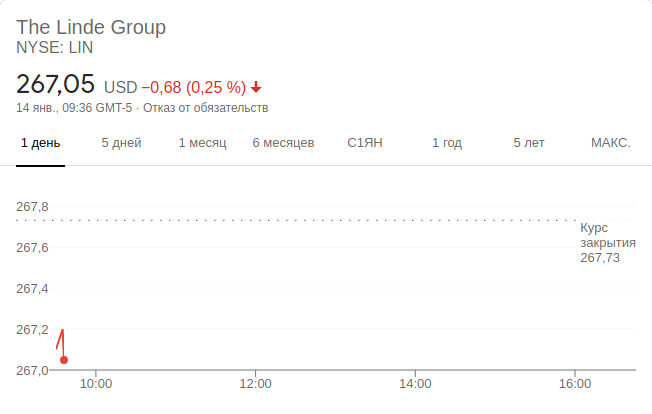 The Linde Group
NYSE: LIN
267,05 USD −0,68 (0,25 %)
14 янв., 09:36 GMT-5 · Отказ от обязательств
1 день 5 дней 1 месяц 6 месяцев С1ЯН 1 год 5 лет МАКС.
267,8
Курс
267,6 закрытия
267,73
267,4
267,2
267,0
10:00 12:00 14:00 16:00